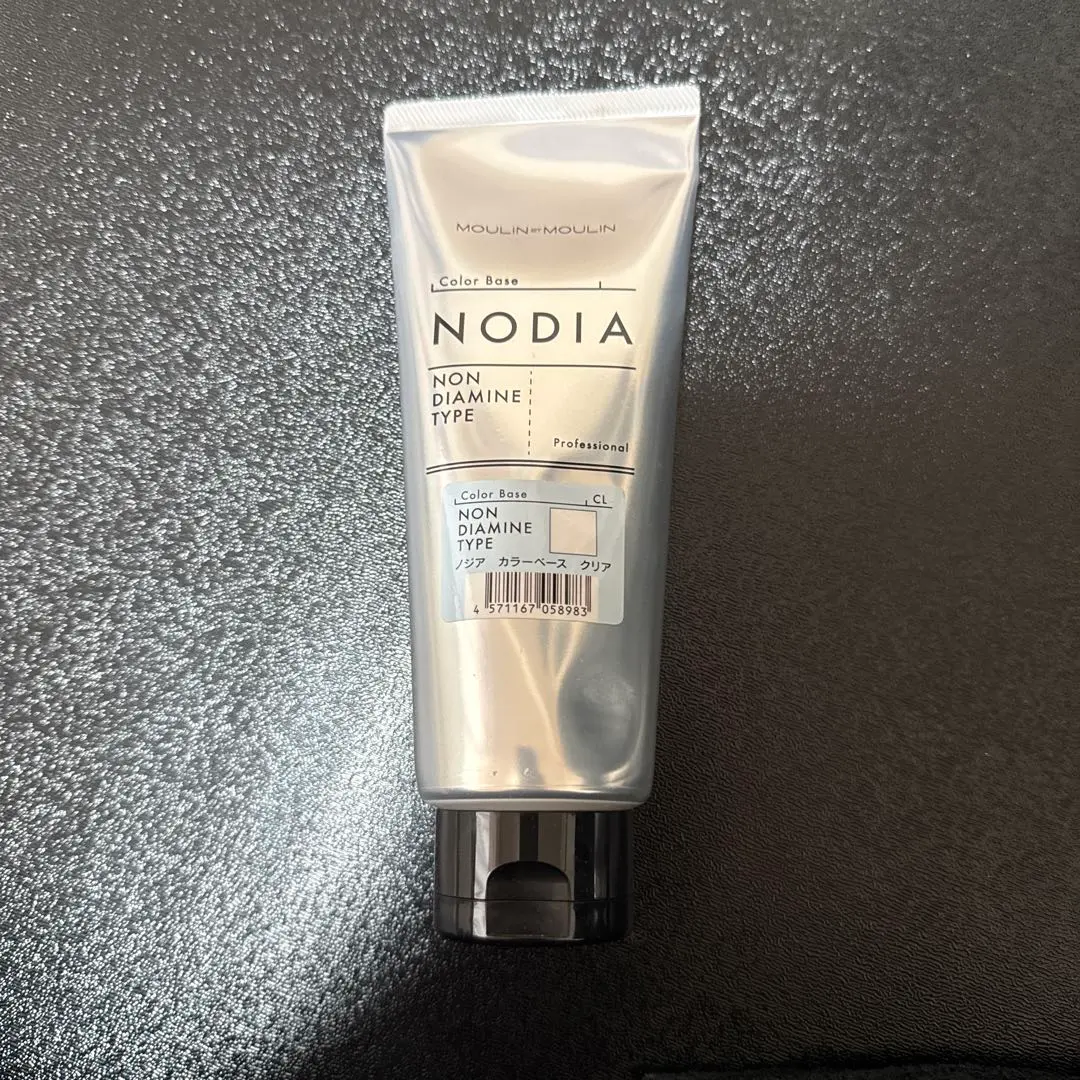 MOULIN BY MOULIN
Color Base
NODIA
NON
DIAMINE
TYPE
Professional
Color Base CL
NON
DIAMINE
TYPE
ノジア カラーベース クリア
4 571167 058983